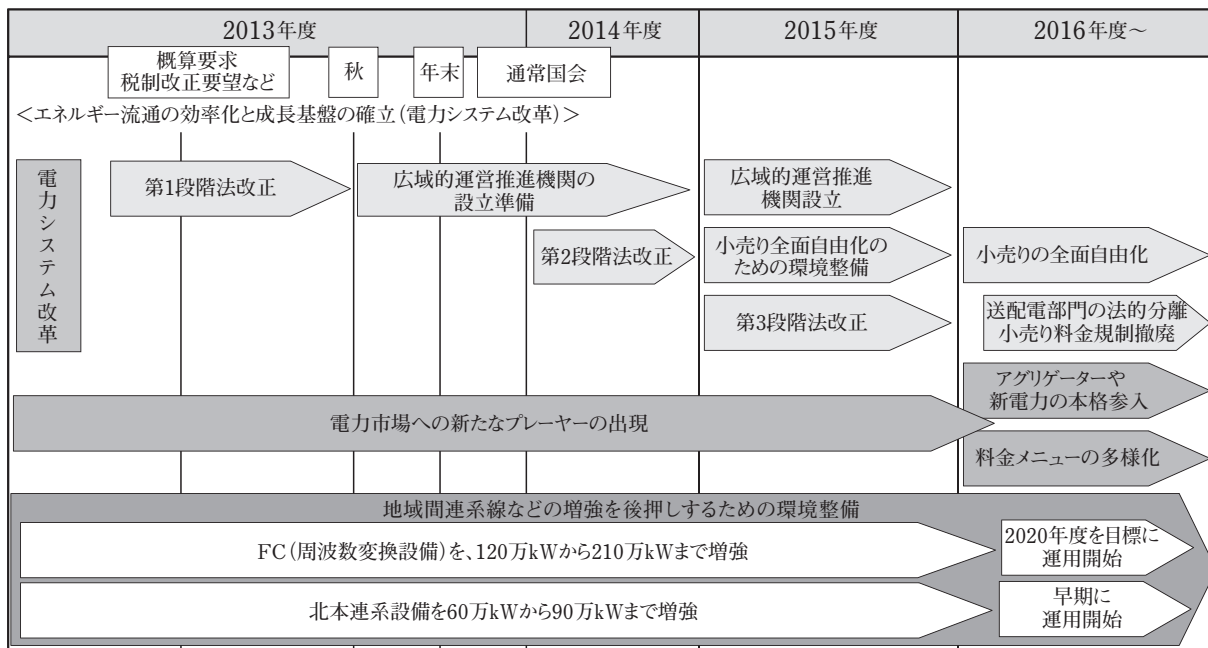 2013年度
2014年度
2015年度
2016年度～
概算要求
税制改正要望など
秋
年末
通常国会
＜エネルギー流通の効率化と成長基盤の確立（電力システム改革）＞
電力システム改革
第1段階法改正
広域的運営推進機関の
設立準備
広域的運営推進
機関設立
第2段階法改正
小売り全面自由化の
ための環境整備
小売りの全面自由化
第3段階法改正
送配電部門の法的分離
小売り料金規制撤廃
アグリゲーターや
新電力の本格参入
電力市場への新たなプレーヤーの出現
料金メニューの多様化
地域間連系線などの増強を後押しするための環境整備
FC（周波数変換設備）を、120万kWから210万kWまで増強
2020年度を目標に
運用開始
北本連系設備を60万kWから90万kWまで増強
早期に
運用開始